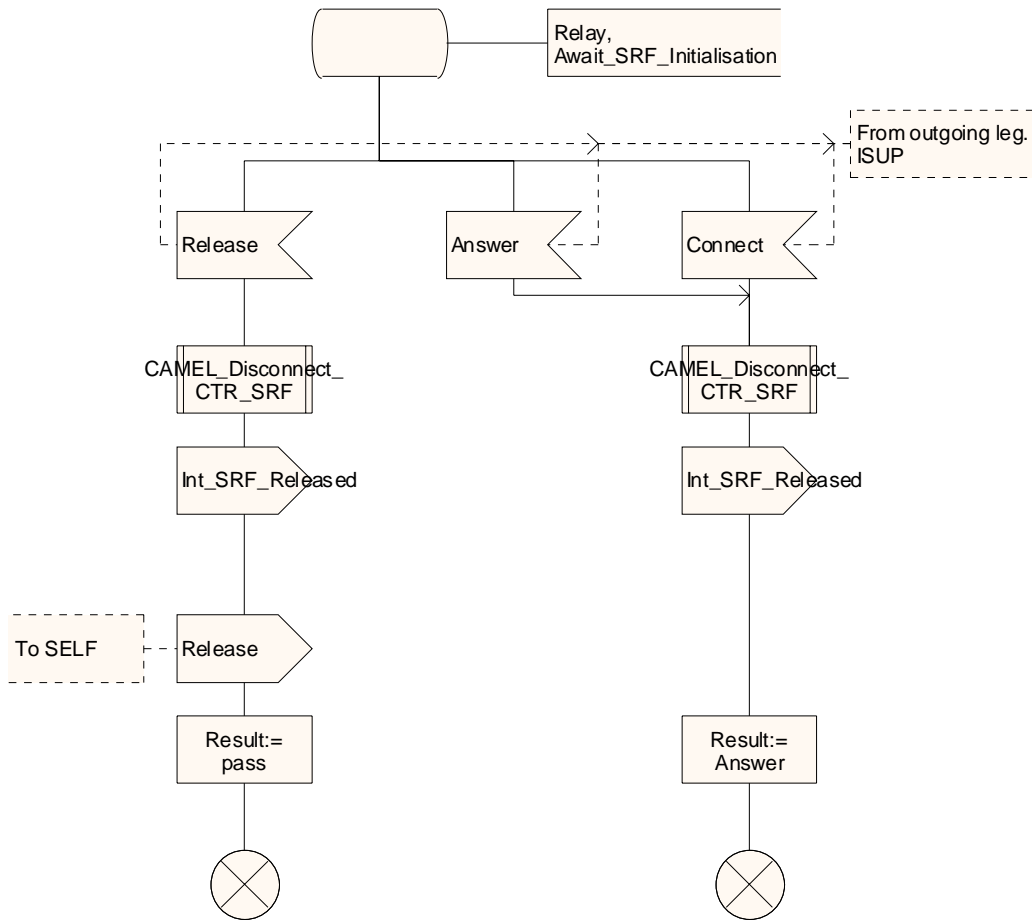 Relay,
Await_SRF_Initialisation
From outgoing leg.
ISUP
Release
Answer
Connect
CAMEL_Disconnect_
CTR_SRF
CAMEL_Disconnect_
CTR_SRF
Int_SRF_Released
Int_SRF_Released
To SELF
Release
Result:=
pass
Result:=
Answer